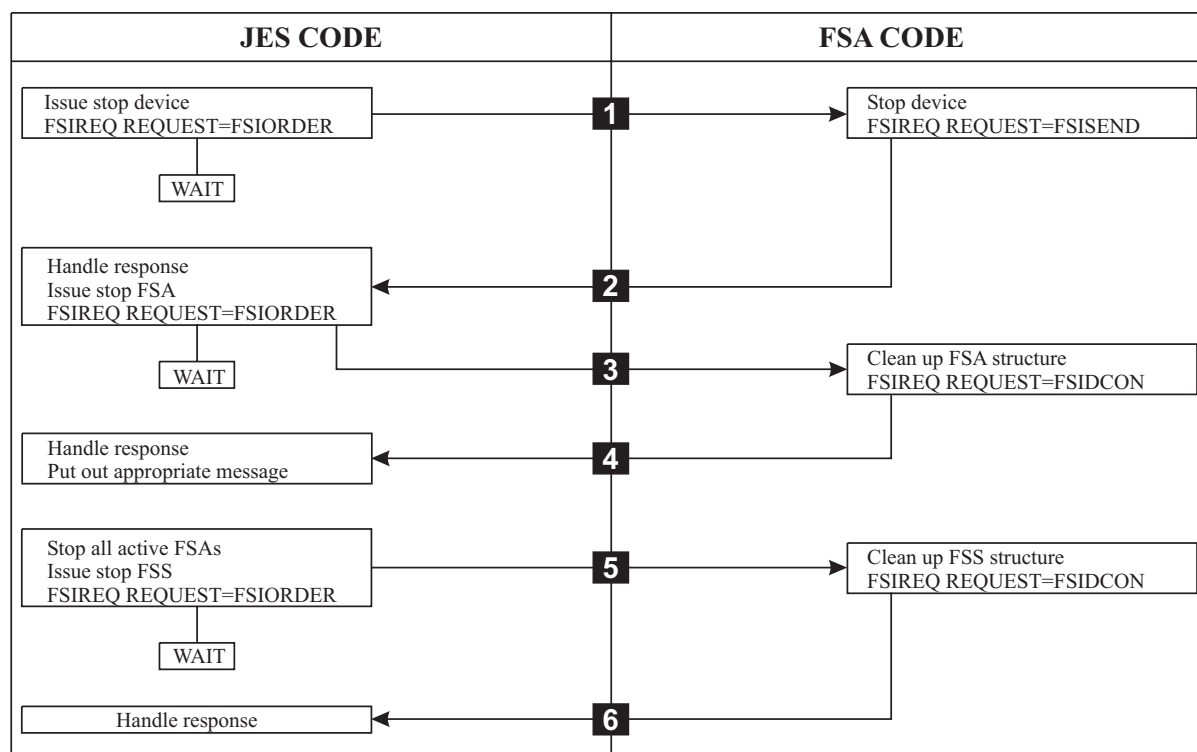 JES CODE
FSA CODE
Issue stop device
FSIREQ REQUEST=FSIORDER
WAIT
1
Stop device
FSIREQ REQUEST=FSISEND
Handle response
Issue stop FSA
FSIREQ REQUEST=FSIORDER
WAIT
2
3
Clean up FSA structure
FSIREQ REQUEST=FSIDCON
Handle response
Put out appropriate message
4
Stop all active FSAs
Issue stop FSS
FSIREQ REQUEST=FSIORDER
WAIT
5
Clean up FSS structure
FSIREQ REQUEST=FSIDCON
Handle response
6